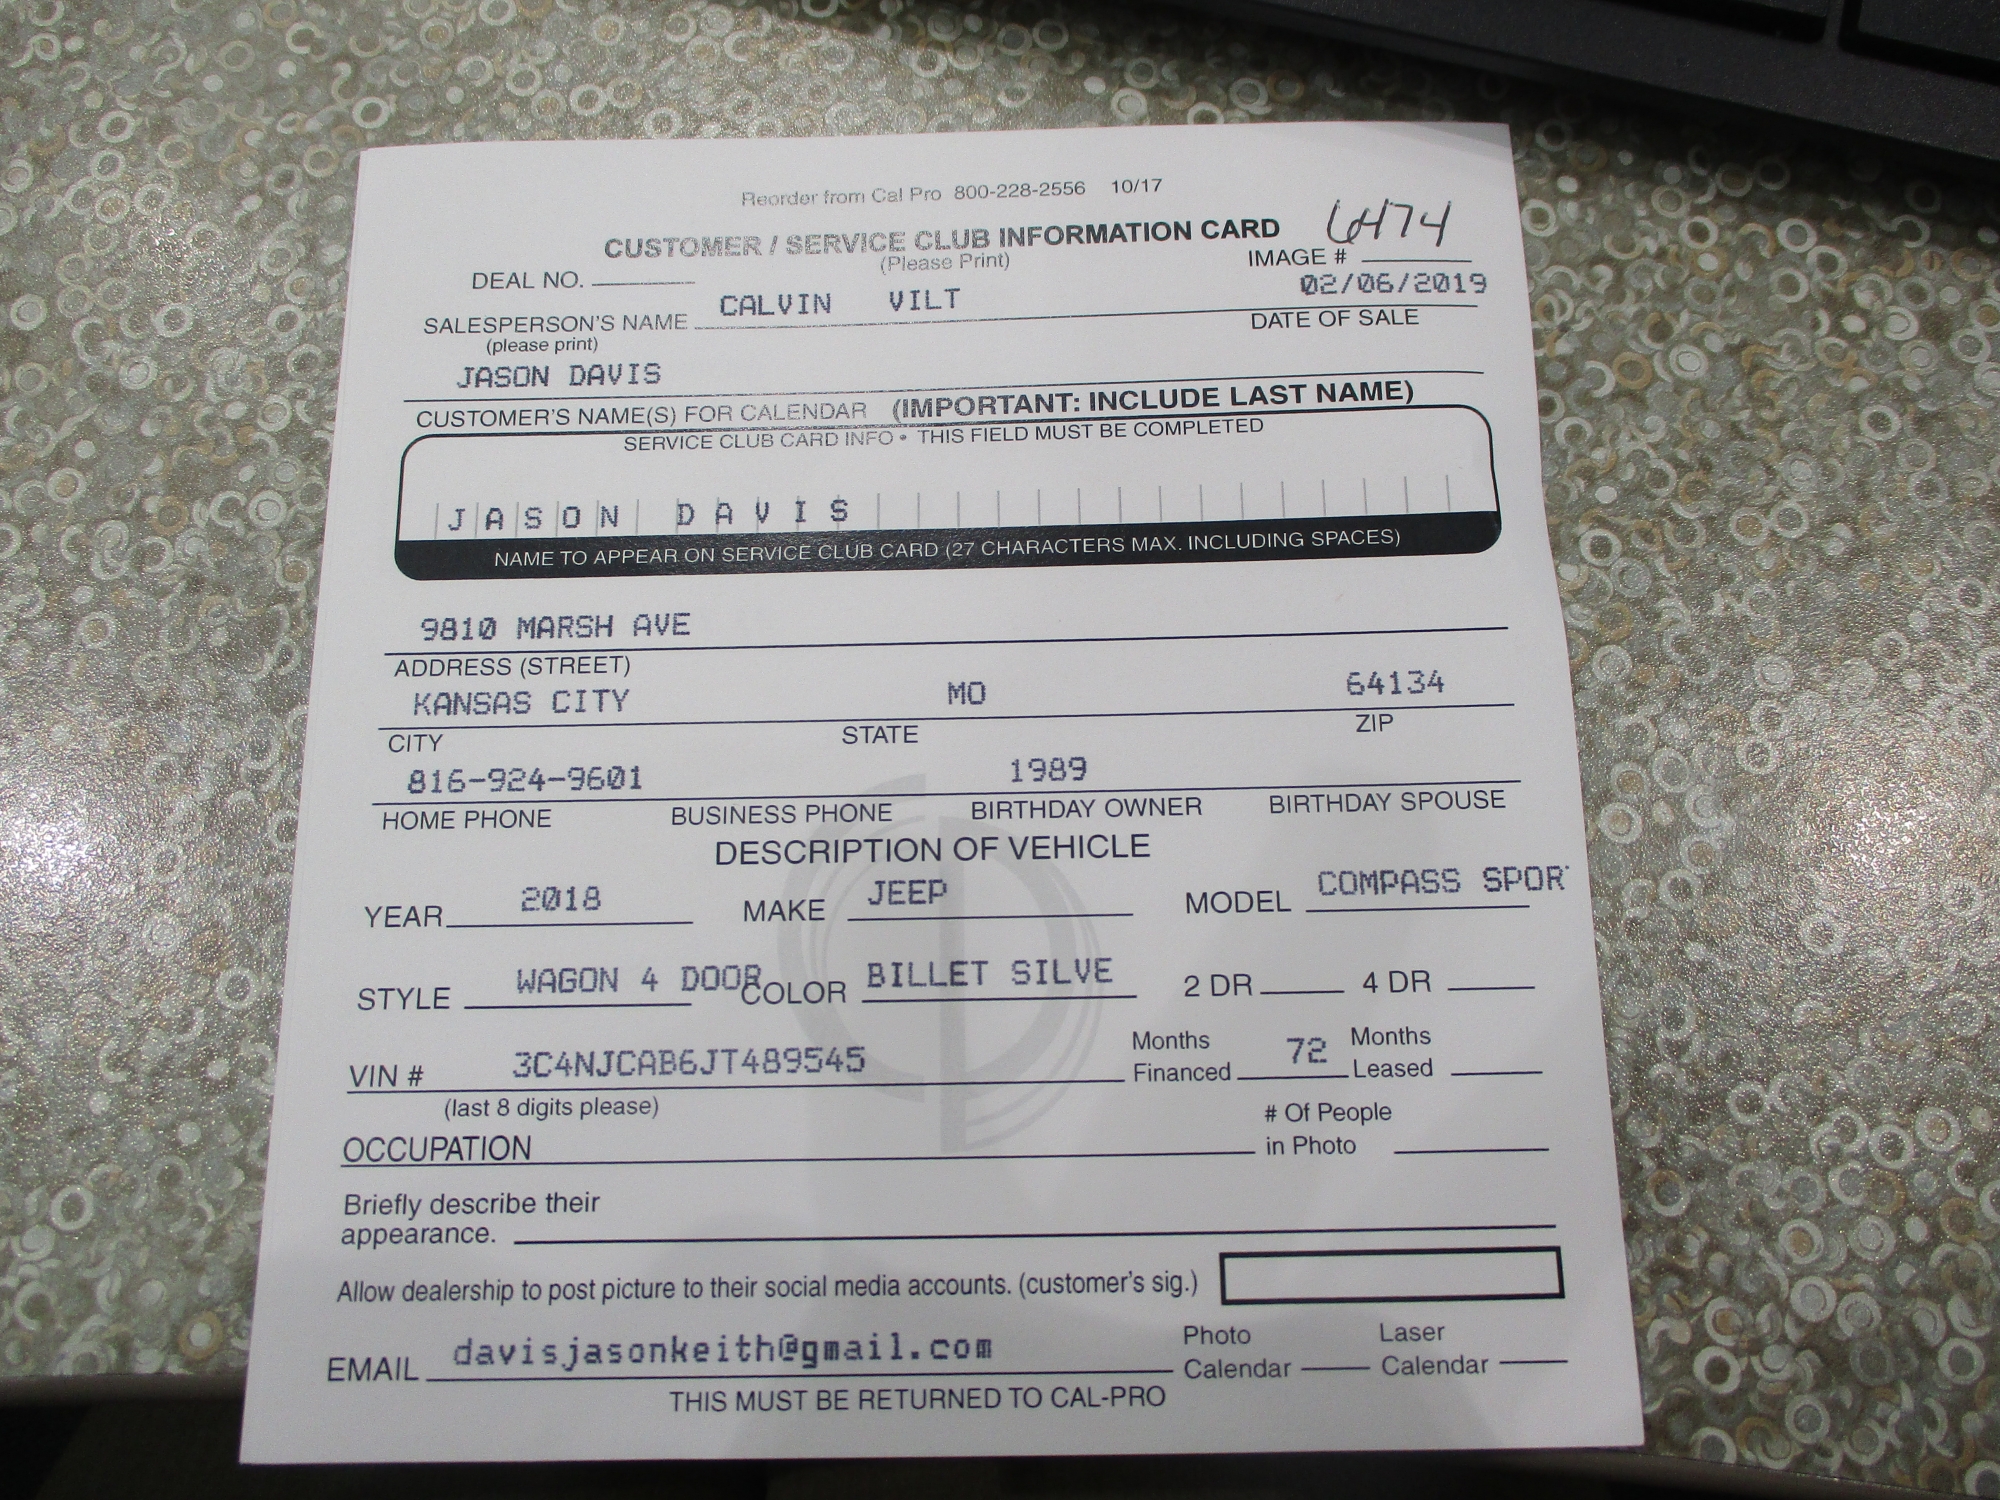 Reorder from Cal Pro 800-228-2556 10/17
CUSTOMER / SERVICE CLUB INFORMATION CARD 6474
(Please Print) IMAGE #
DEAL NO. 02/06/2019
SALESPERSON'S NAME CALVIN VILT DATE OF SALE
(please print)
JASON DAVIS
CUSTOMER'S NAME(S) FOR CALENDAR (IMPORTANT: INCLUDE LAST NAME)
SERVICE CLUB CARD INFO • THIS FIELD MUST BE COMPLETED
JASON DAVIS
NAME TO APPEAR ON SERVICE CLUB CARD (27 CHARACTERS MAX. INCLUDING SPACES)
9810 MARSH AVE
ADDRESS (STREET)
KANSAS CITY MO 64134
CITY STATE ZIP
816-924-9601 1989
HOME PHONE BUSINESS PHONE BIRTHDAY OWNER BIRTHDAY SPOUSE
DESCRIPTION OF VEHICLE
YEAR 2018 MAKE JEEP MODEL COMPASS SPOR
STYLE WAGON 4 DOOR COLOR BILLET SILVE 2 DR 4 DR
Months Months
VIN # 3C4NJCAB6JT489545 Financed 72 Leased
(last 8 digits please) # Of People
OCCUPATION in Photo
Briefly describe their
appearance.
Allow dealership to post picture to their social media accounts. (customer's sig.)
Photo Laser
EMAIL davisjasonkeith@gmail.com Calendar Calendar
THIS MUST BE RETURNED TO CAL-PRO